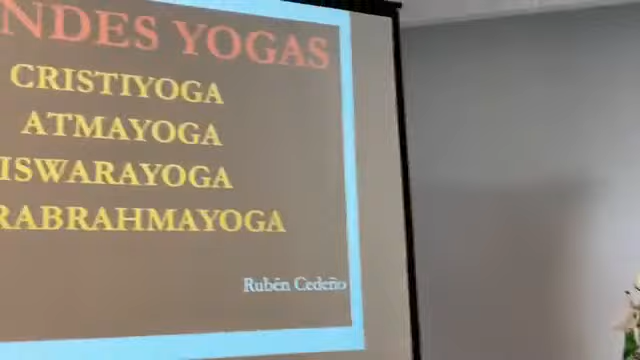 NDES YOGAS
CRISTIYOGA
ATMAYOGA
ISWARAYOGA
RABRAHMAYOGA
Rubén Cedeño